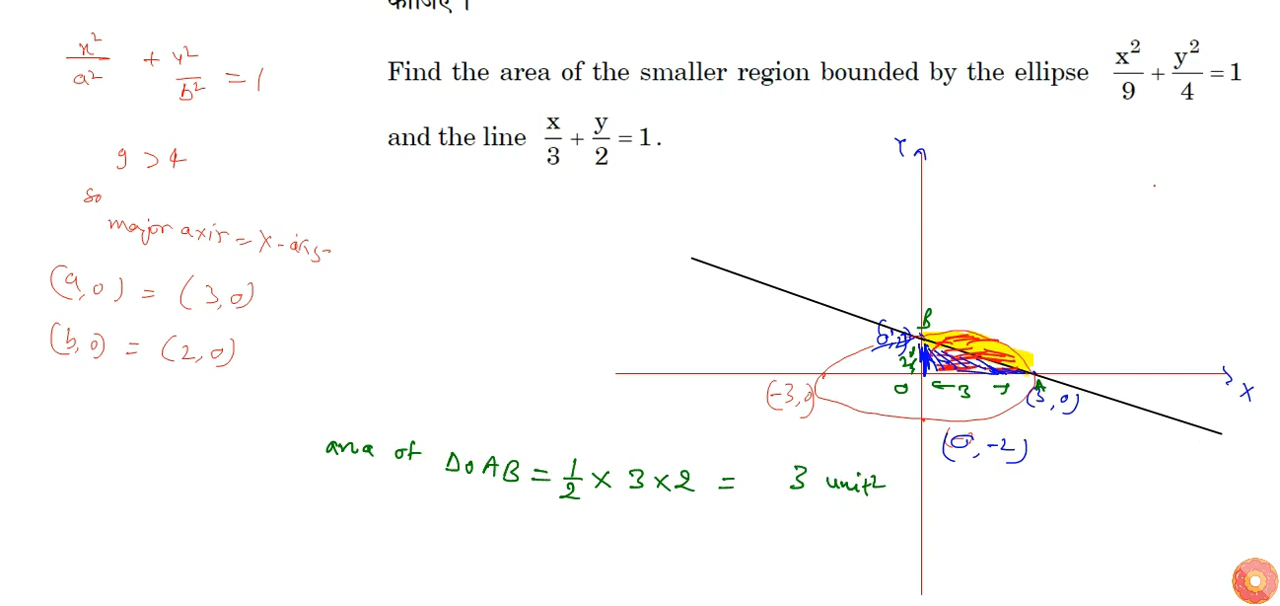 कीजिए ।
Find the area of the smaller region bounded by the ellipse x²/9 + y²/4 = 1
and the line x/3 + y/2 = 1.
x²/a² + y²/b² = 1
9 > 4
so
major axis = x-axis
(a, 0) = (3, 0)
(b, 0) = (2, 0)
Y
B
2
0
3
A
X
(-3, 0)
(3, 0)
(0, -2)
area of ΔOAB = 1/2 × 3 × 2 = 3 unit²